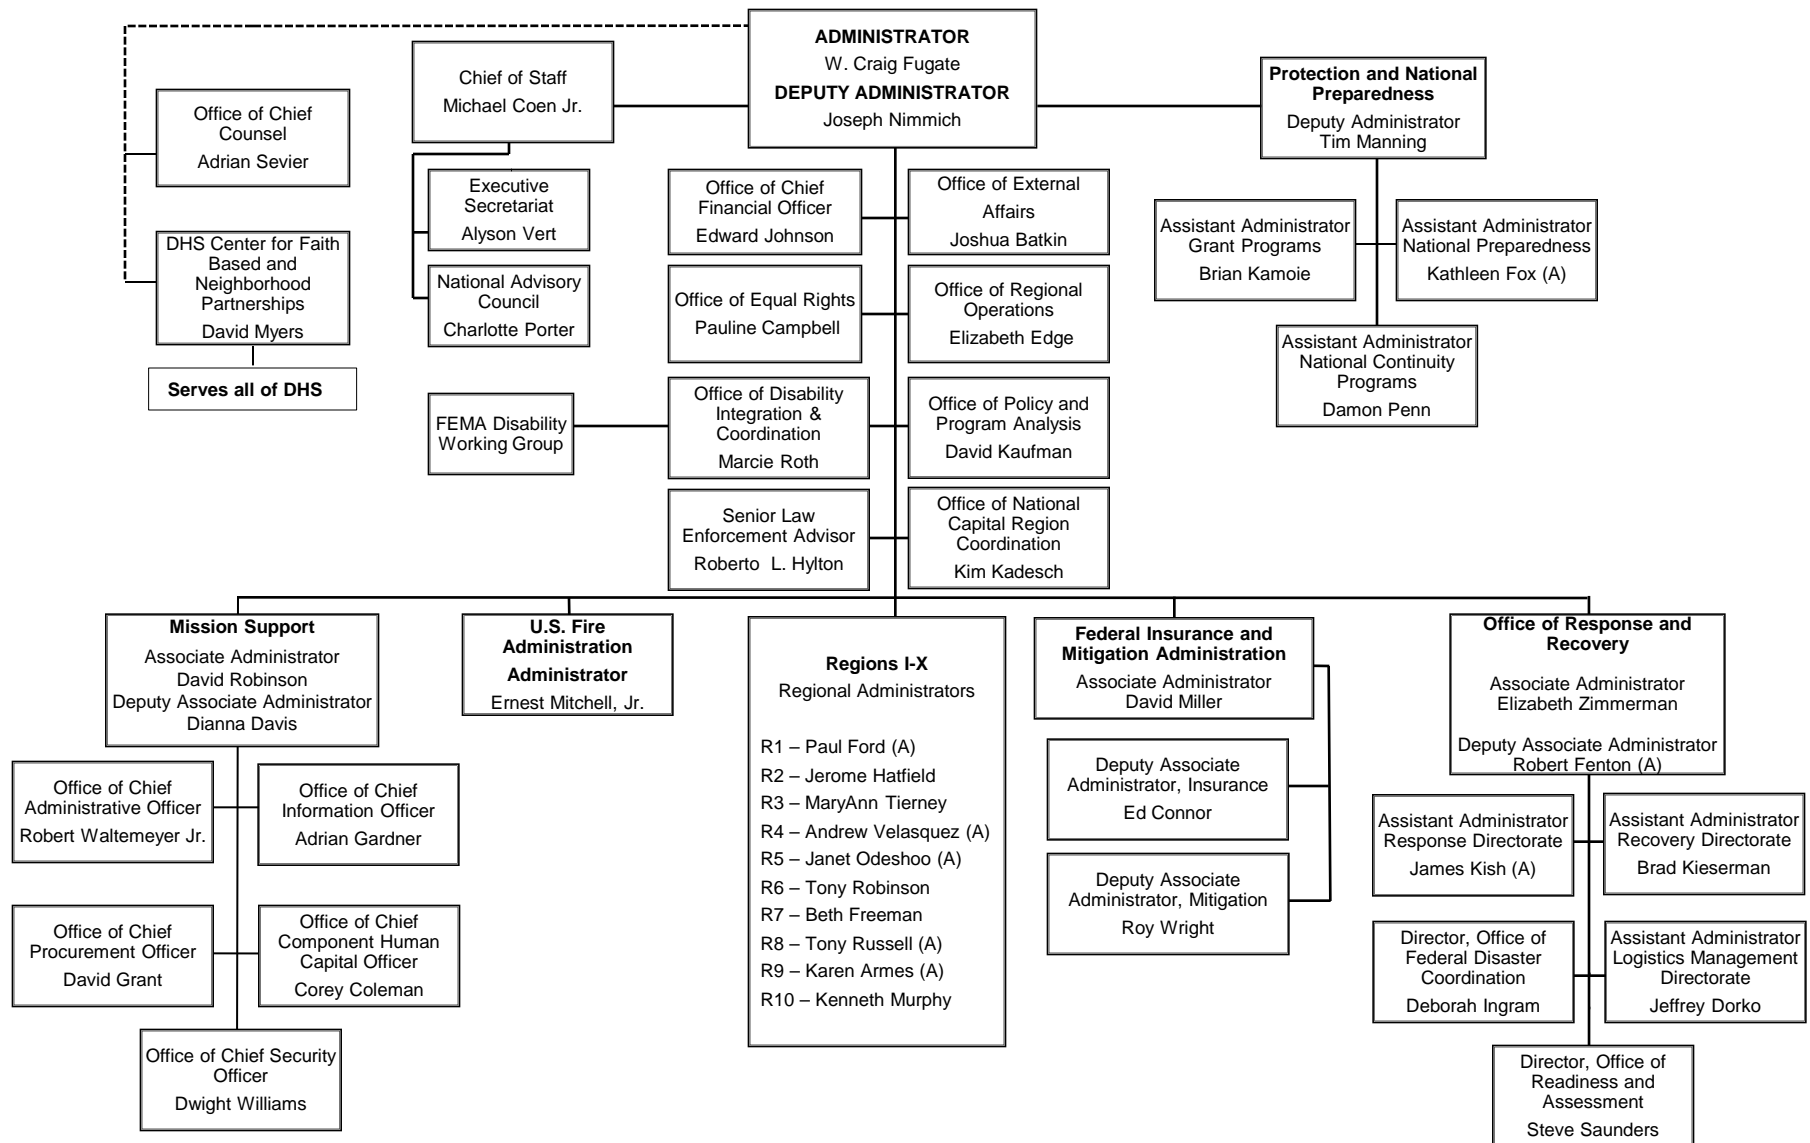 ADMINISTRATOR
W. Craig Fugate
DEPUTY ADMINISTRATOR
Joseph Nimmich
Chief of Staff
Michael Coen Jr.
Protection and National
Preparedness
Deputy Administrator
Tim Manning
Office of Chief
Counsel
Adrian Sevier
DHS Center for Faith
Based and
Neighborhood
Partnerships
David Myers
Serves all of DHS
Executive
Secretariat
Alyson Vert
National Advisory
Council
Charlotte Porter
FEMA Disability
Working Group
Office of Chief
Financial Officer
Edward Johnson
Office of External
Affairs
Joshua Batkin
Office of Equal Rights
Pauline Campbell
Office of Regional
Operations
Elizabeth Edge
Office of Disability
Integration &
Coordination
Marcie Roth
Office of Policy and
Program Analysis
David Kaufman
Senior Law
Enforcement Advisor
Roberto L. Hylton
Office of National
Capital Region
Coordination
Kim Kadesch
Assistant Administrator
Grant Programs
Brian Kamoie
Assistant Administrator
National Preparedness
Kathleen Fox (A)
Assistant Administrator
National Continuity
Programs
Damon Penn
Mission Support
Associate Administrator
David Robinson
Deputy Associate Administrator
Dianna Davis
Office of Chief
Administrative Officer
Robert Waltemeyer Jr.
Office of Chief
Information Officer
Adrian Gardner
Office of Chief
Procurement Officer
David Grant
Office of Chief
Component Human
Capital Officer
Corey Coleman
Office of Chief Security
Officer
Dwight Williams
U.S. Fire
Administration
Administrator
Ernest Mitchell, Jr.
Regions I-X
Regional Administrators
R1 – Paul Ford (A)
R2 – Jerome Hatfield
R3 – MaryAnn Tierney
R4 – Andrew Velasquez (A)
R5 – Janet Odeshoo (A)
R6 – Tony Robinson
R7 – Beth Freeman
R8 – Tony Russell (A)
R9 – Karen Armes (A)
R10 – Kenneth Murphy
Federal Insurance and
Mitigation Administration
Associate Administrator
David Miller
Deputy Associate
Administrator, Insurance
Ed Connor
Deputy Associate
Administrator, Mitigation
Roy Wright
Office of Response and
Recovery
Associate Administrator
Elizabeth Zimmerman
Deputy Associate Administrator
Robert Fenton (A)
Assistant Administrator
Response Directorate
James Kish (A)
Assistant Administrator
Recovery Directorate
Brad Kieserman
Director, Office of
Federal Disaster
Coordination
Deborah Ingram
Assistant Administrator
Logistics Management
Directorate
Jeffrey Dorko
Director, Office of
Readiness and
Assessment
Steve Saunders